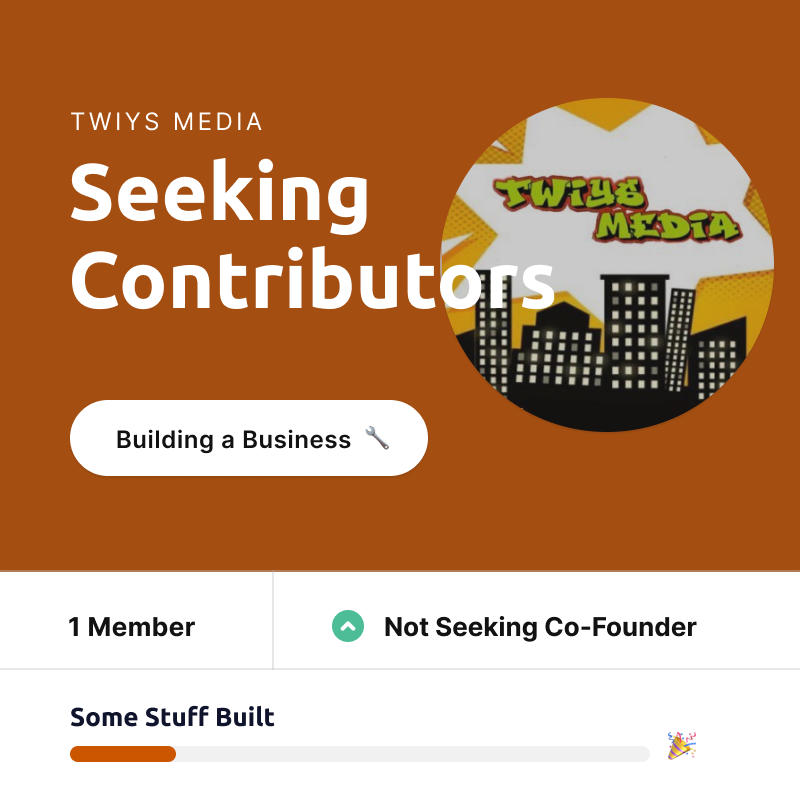 TWIYS MEDIA
Seeking
Contributors
TWiYS
MEDiA
Building a Business
1 Member
Not Seeking Co-Founder
Some Stuff Built